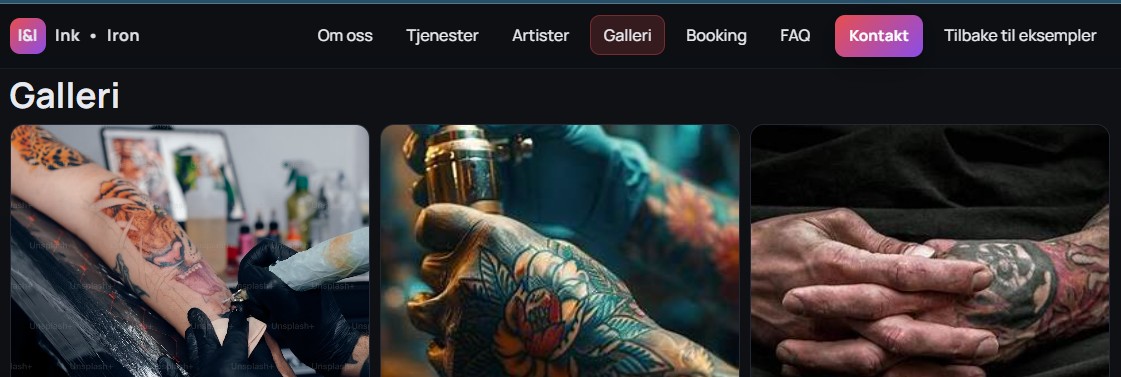 I&I Ink • Iron Om oss Tjenester Artister Galleri Booking FAQ Kontakt Tilbake til eksempler
Galleri
Unsplash+
Unsplash+
Unsplash+
Unsplash+
Unsplash+
Unsplash+